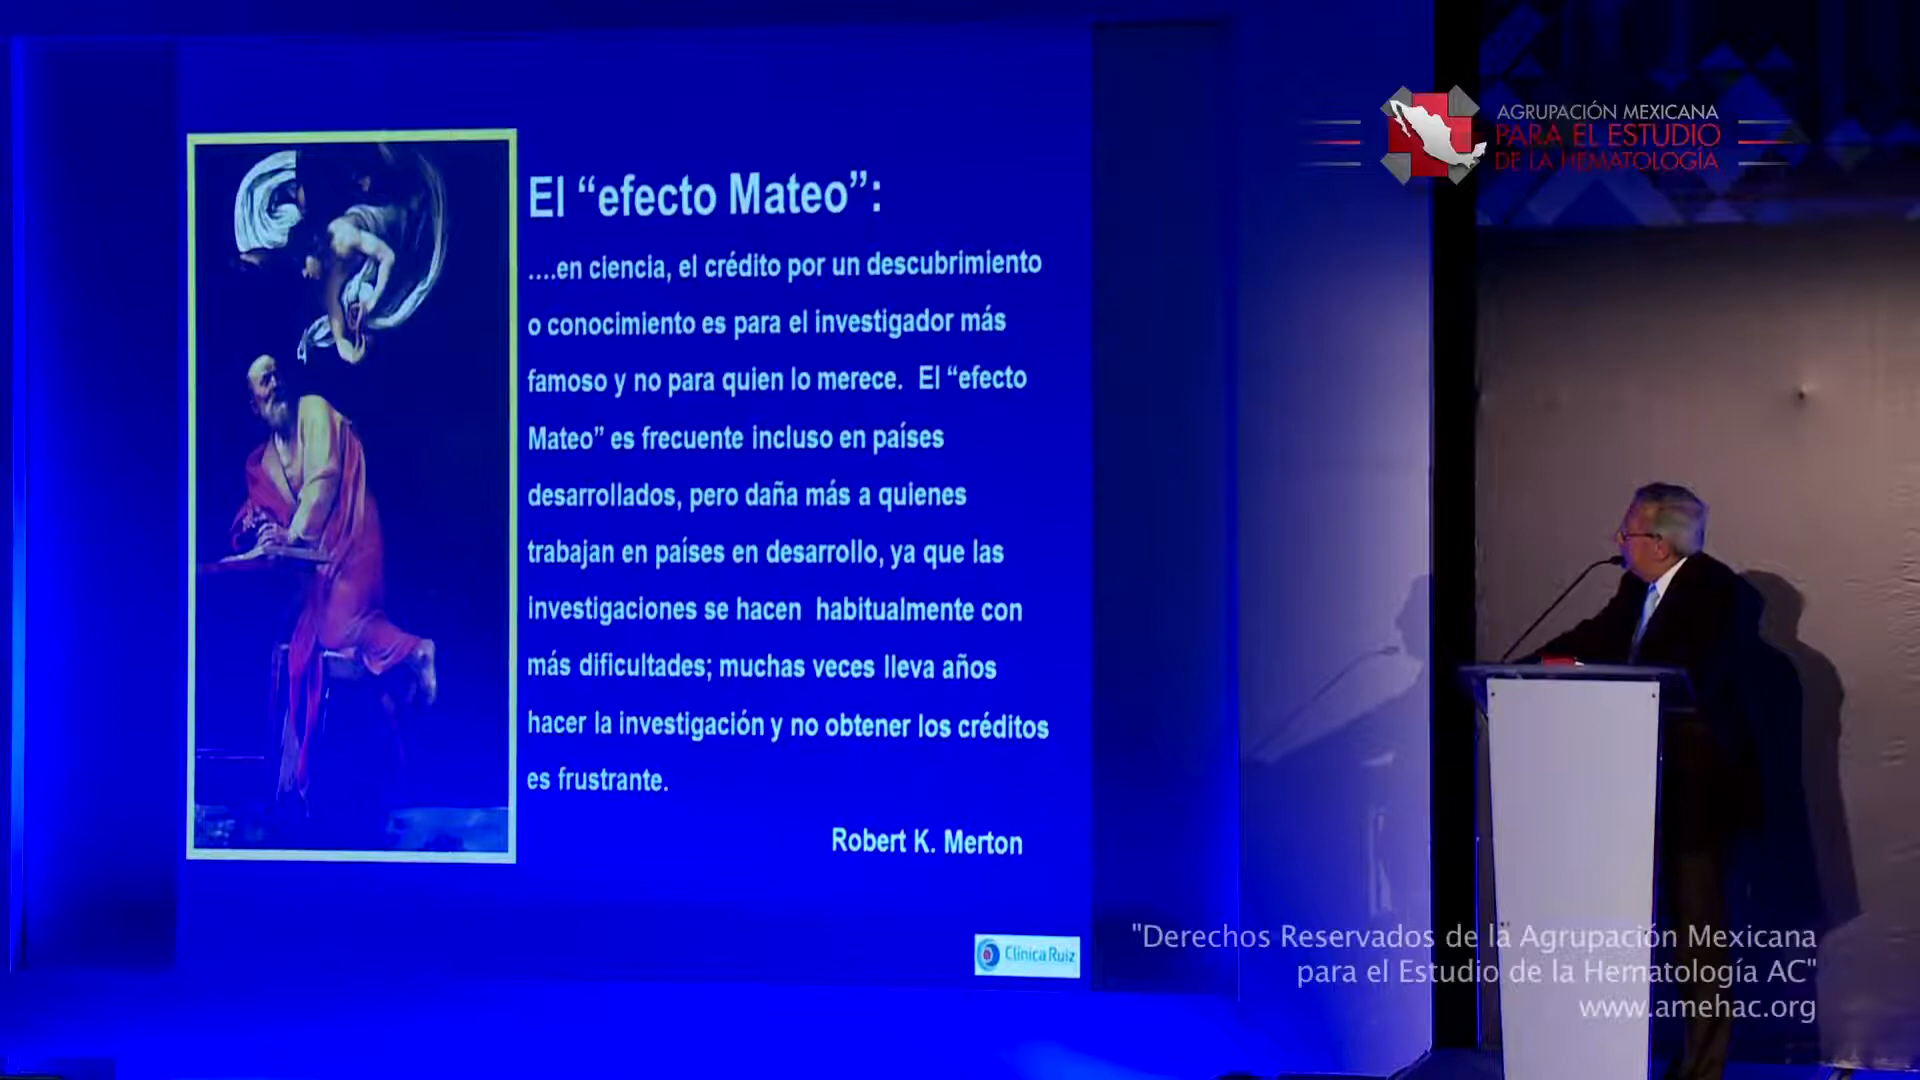 AGRUPACIÓN MEXICANA
PARA EL ESTUDIO
DE LA HEMATOLOGÍA
El “efecto Mateo”:
....en ciencia, el crédito por un descubrimiento
o conocimiento es para el investigador más
famoso y no para quien lo merece. El “efecto
Mateo” es frecuente incluso en países
desarrollados, pero daña más a quienes
trabajan en países en desarrollo, ya que las
investigaciones se hacen habitualmente con
más dificultades; muchas veces lleva años
hacer la investigación y no obtener los créditos
es frustrante.
Robert K. Merton
Clínica Ruiz
"Derechos Reservados de la Agrupación Mexicana
para el Estudio de la Hematología AC"
www.amehac.org